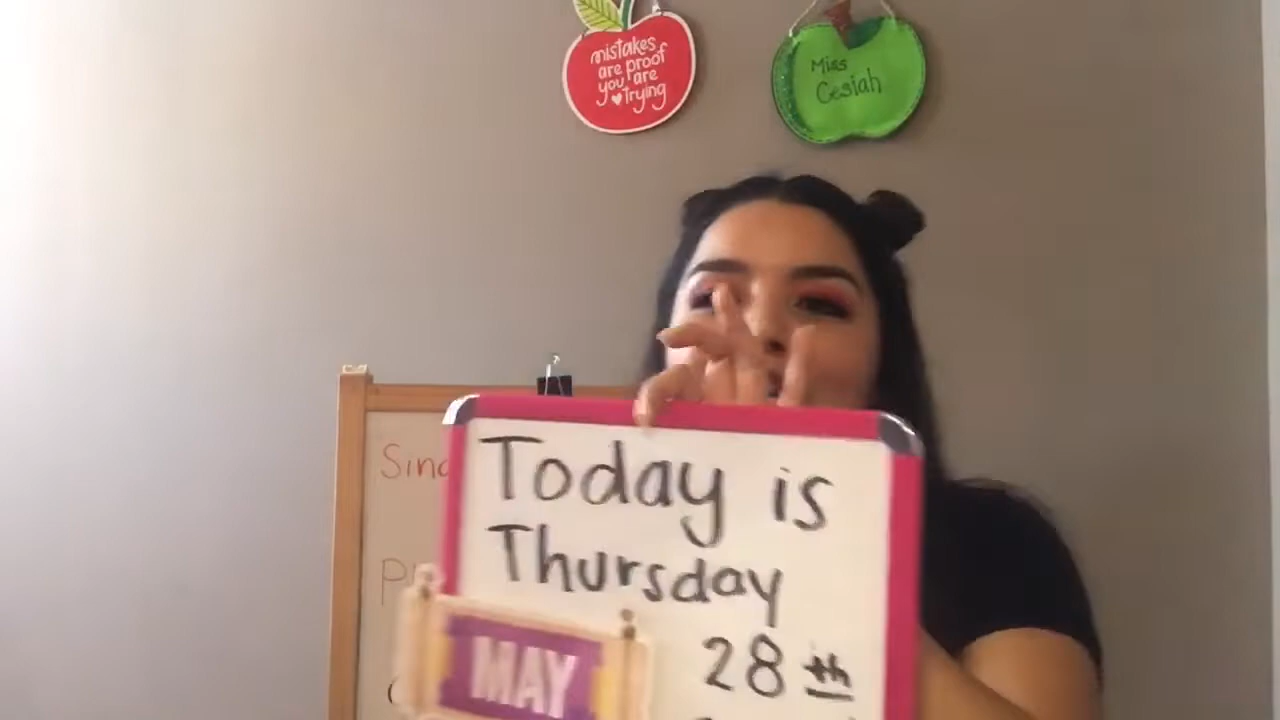 mistakes
are proof
you are
trying
Miss
Cesiah
Today is
Thursday
MAY
28th